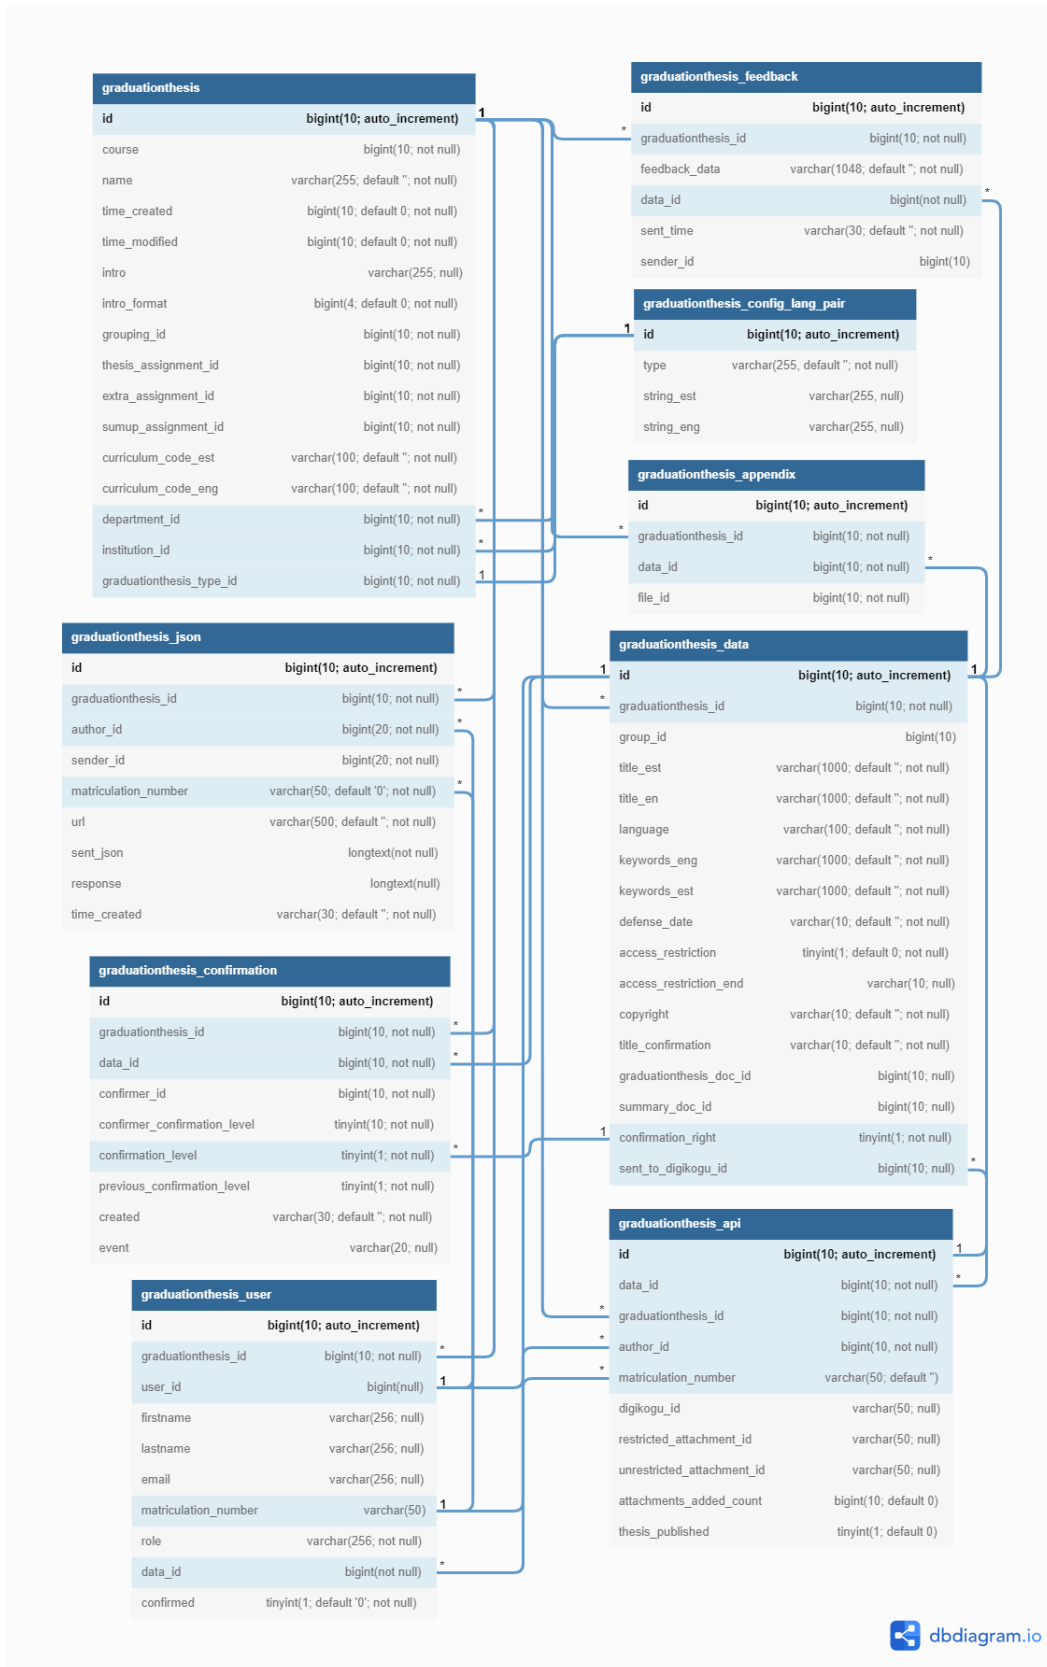 graduationthesis
id bigint(10; auto_increment) 1
course bigint(10; not null)
name varchar(255; default ''; not null)
time_created bigint(10; default 0; not null)
time_modified bigint(10; default 0; not null)
intro varchar(255; null)
intro_format bigint(4; default 0; not null)
grouping_id bigint(10; not null)
thesis_assignment_id bigint(10; not null)
extra_assignment_id bigint(10; not null)
sumup_assignment_id bigint(10; not null)
curriculum_code_est varchar(100; default ''; not null)
curriculum_code_eng varchar(100; default ''; not null)
department_id bigint(10; not null) *
institution_id bigint(10; not null) *
graduationthesis_type_id bigint(10; not null) 1
graduationthesis_feedback
id bigint(10; auto_increment)
* graduationthesis_id bigint(10; not null)
feedback_data varchar(1048; default ''; not null)
data_id bigint(not null) *
sent_time varchar(30; default ''; not null)
sender_id bigint(10)
graduationthesis_config_lang_pair
1 id bigint(10; auto_increment)
type varchar(255, default ''; not null)
string_est varchar(255, null)
string_eng varchar(255, null)
graduationthesis_appendix
id bigint(10; auto_increment)
* graduationthesis_id bigint(10; not null)
data_id bigint(10; not null) *
file_id bigint(10; not null)
graduationthesis_json
id bigint(10; auto_increment)
graduationthesis_id bigint(10; not null) *
author_id bigint(20; not null) *
sender_id bigint(20; not null)
matriculation_number varchar(50; default '0'; not null) *
url varchar(500; default ''; not null)
sent_json longtext(not null)
response longtext(null)
time_created varchar(30; default ''; not null)
graduationthesis_data
1 id bigint(10; auto_increment) 1
* graduationthesis_id bigint(10; not null)
group_id bigint(10)
title_est varchar(1000; default ''; not null)
title_en varchar(1000; default ''; not null)
language varchar(100; default ''; not null)
keywords_eng varchar(1000; default ''; not null)
keywords_est varchar(1000; default ''; not null)
defense_date varchar(10; default ''; not null)
access_restriction tinyint(1; default 0; not null)
access_restriction_end varchar(10; null)
copyright varchar(10; default ''; not null)
title_confirmation varchar(10; default ''; not null)
graduationthesis_doc_id bigint(10; null)
summary_doc_id bigint(10; null)
1 confirmation_right tinyint(1; not null)
sent_to_digikogu_id bigint(10; null) *
graduationthesis_confirmation
id bigint(10; auto_increment)
graduationthesis_id bigint(10, not null) *
data_id bigint(10, not null) *
confirmer_id bigint(10, not null)
confirmer_confirmation_level tinyint(10; not null)
confirmation_level tinyint(1; not null) *
previous_confirmation_level tinyint(1; not null)
created varchar(30; default ''; not null)
event varchar(20; null)
graduationthesis_api
id bigint(10; auto_increment) 1
data_id bigint(10; not null) *
* graduationthesis_id bigint(10; not null)
* author_id bigint(10, not null)
* matriculation_number varchar(50; default '')
digikogu_id varchar(50; null)
restricted_attachment_id varchar(50; null)
unrestricted_attachment_id varchar(50; null)
attachments_added_count bigint(10; default 0)
thesis_published tinyint(1; default 0)
graduationthesis_user
id bigint(10; auto_increment)
graduationthesis_id bigint(10; not null) *
user_id bigint(null) 1
firstname varchar(256; null)
lastname varchar(256; null)
email varchar(256; null)
matriculation_number varchar(50) 1
role varchar(256; not null)
data_id bigint(not null) *
confirmed tinyint(1; default '0'; not null)
dbdiagram.io